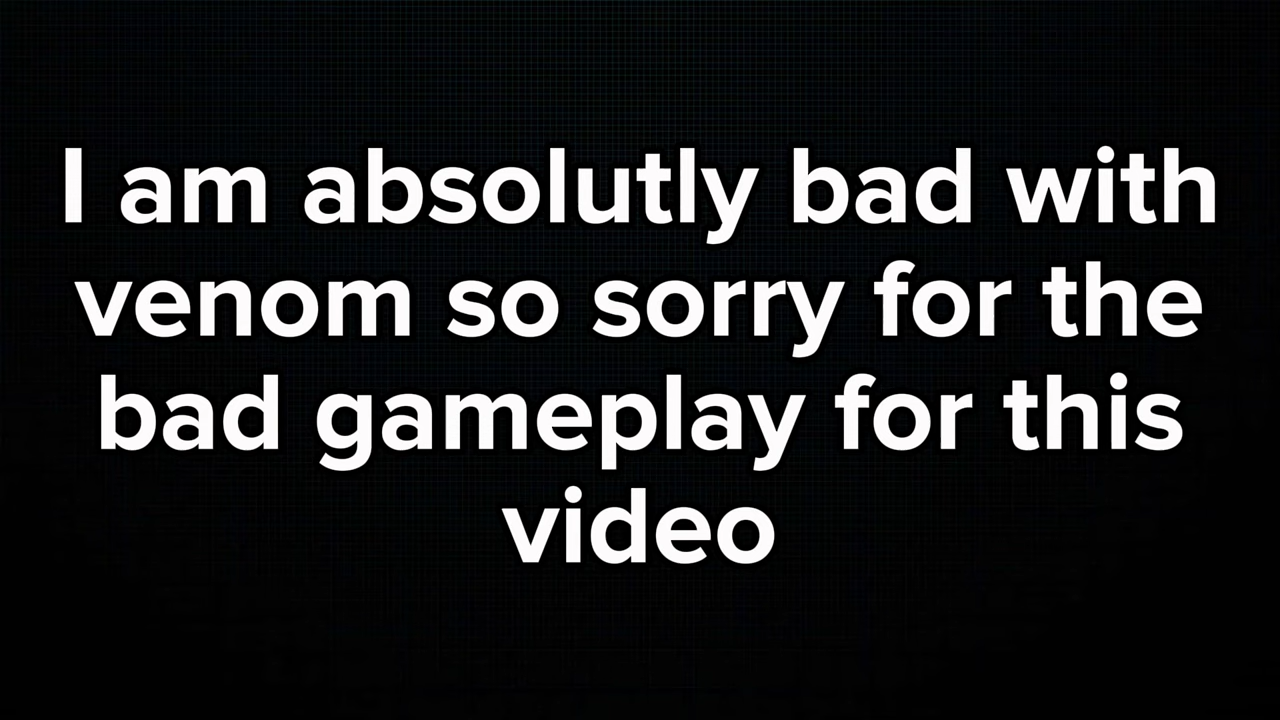 I am absolutly bad with
venom so sorry for the
bad gameplay for this
video